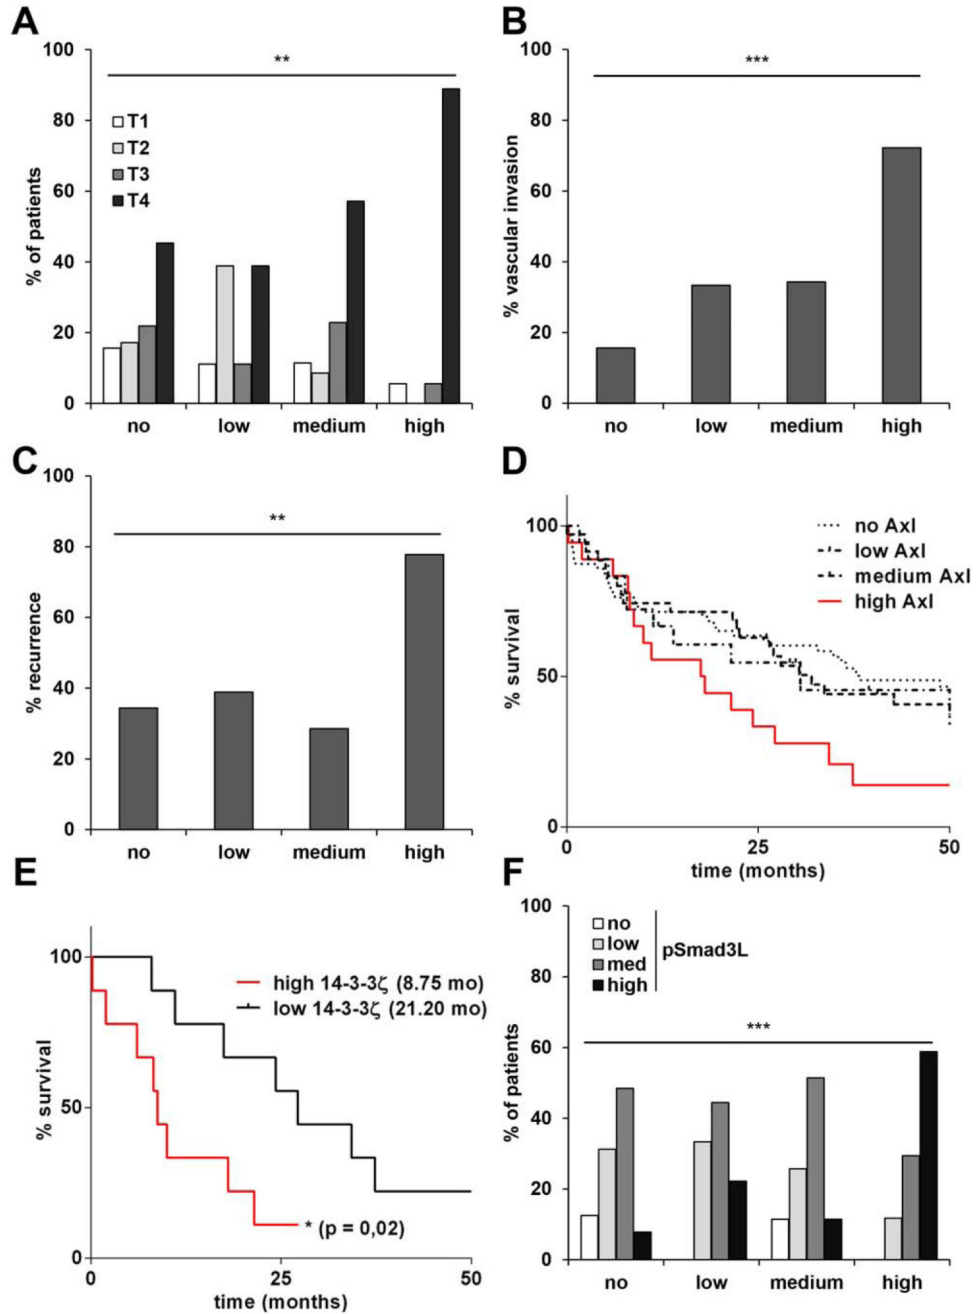 A
% of patients
100
80
60
40
20
0
**
T1
T2
T3
T4
no low medium high
B
% vascular invasion
100
80
60
40
20
0
***
no low medium high
C
% recurrence
100
80
60
40
20
0
**
no low medium high
D
% survival
100
50
0
no Axl
low Axl
medium Axl
high Axl
0 25 50
time (months)
E
% survival
100
50
0
high 14-3-3ζ (8.75 mo)
low 14-3-3ζ (21.20 mo)
* (p = 0,02)
0 25 50
time (months)
F
% of patients
100
80
60
40
20
0
no
low
med
high
pSmad3L
***
no low medium high